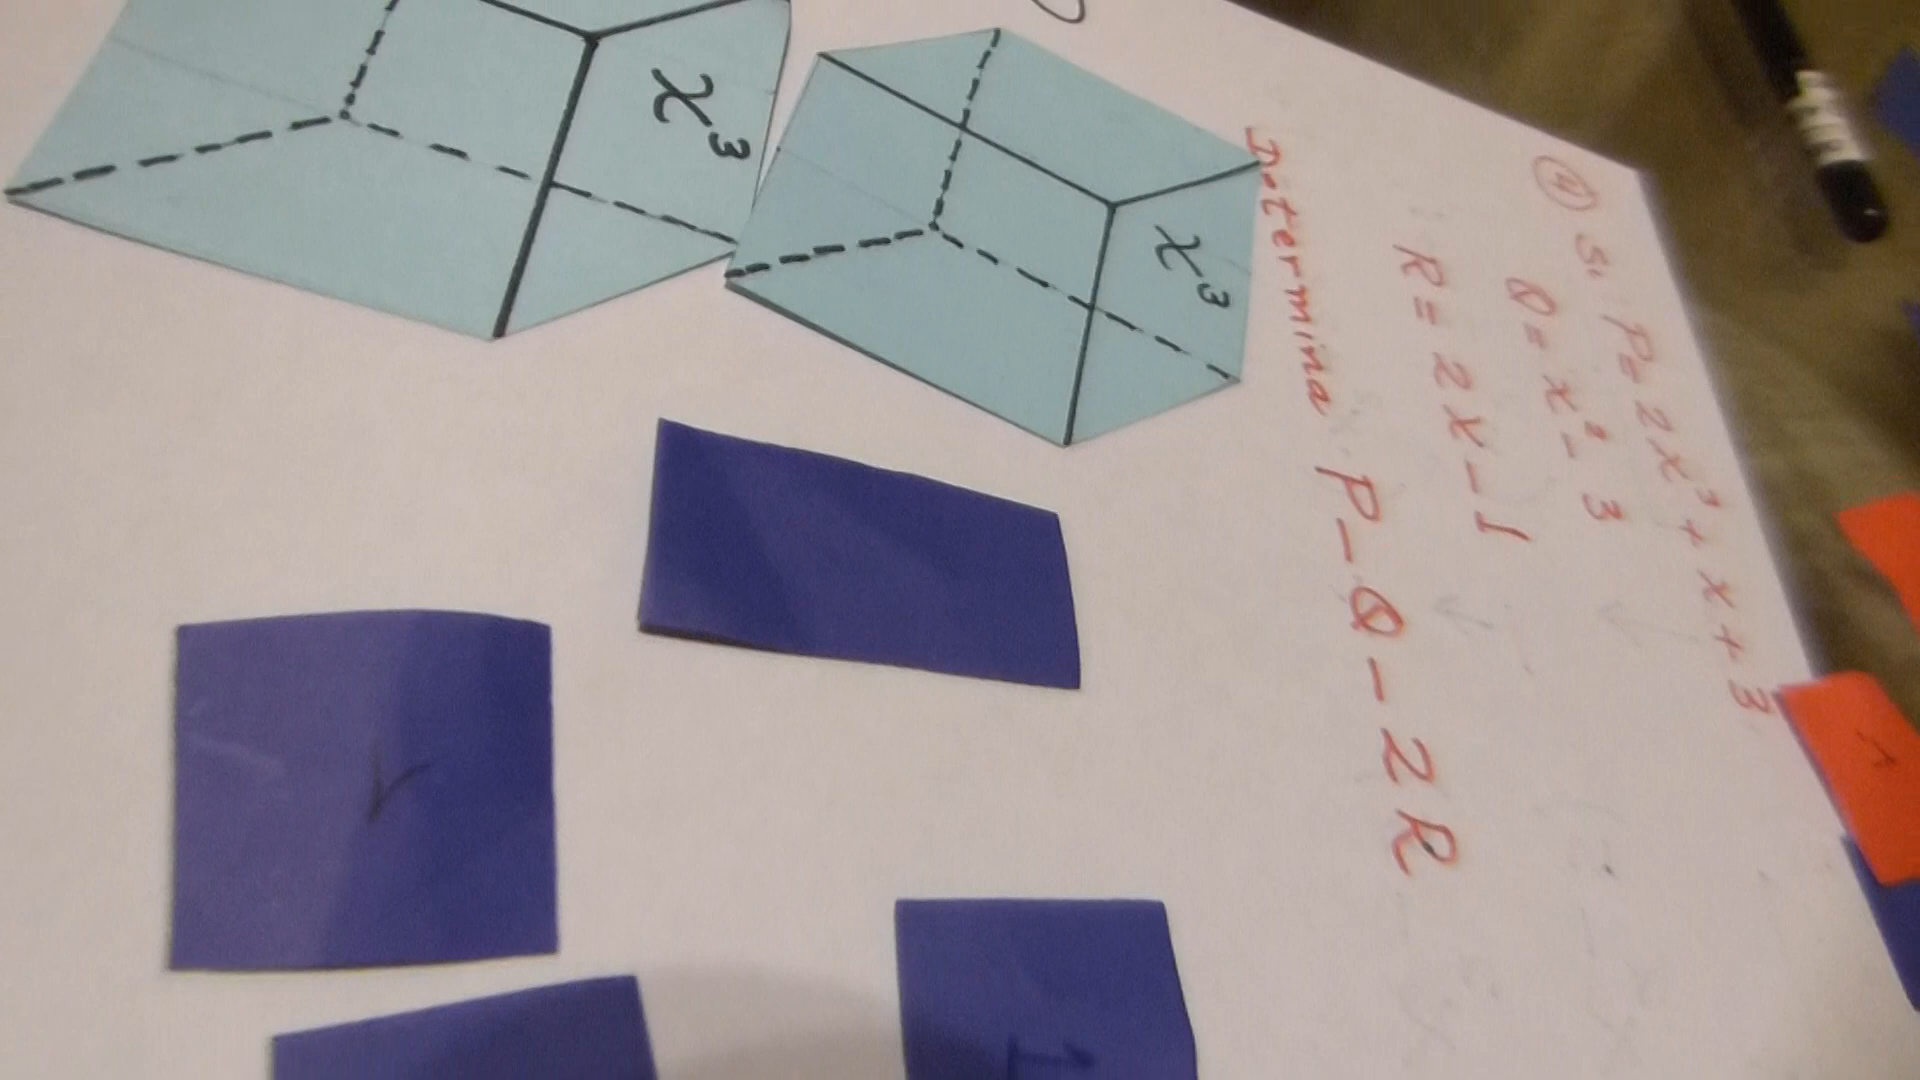 ④ Si P= 2x³ + x + 3
Q = x² - 3
R = 2x - 1
Determina P - Q - 2R
x³
x³
1